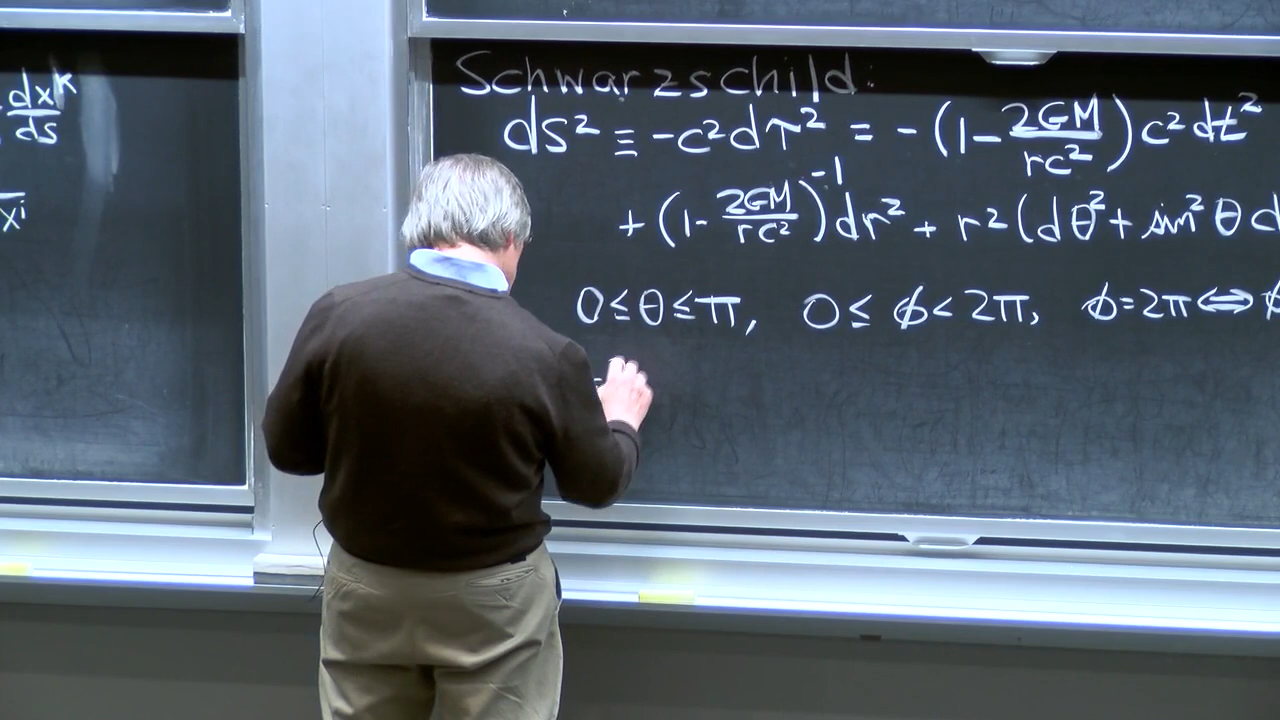 dx^k/ds
x^i
Schwarzschild:
ds² ≡ -c²dτ² = -(1-2GM/rc²)c²dt²
+(1-2GM/rc²)^-1 dr² + r²(dθ²+sin²θ d
0≤θ≤π, 0≤ϕ<2π, ϕ=2π⇔